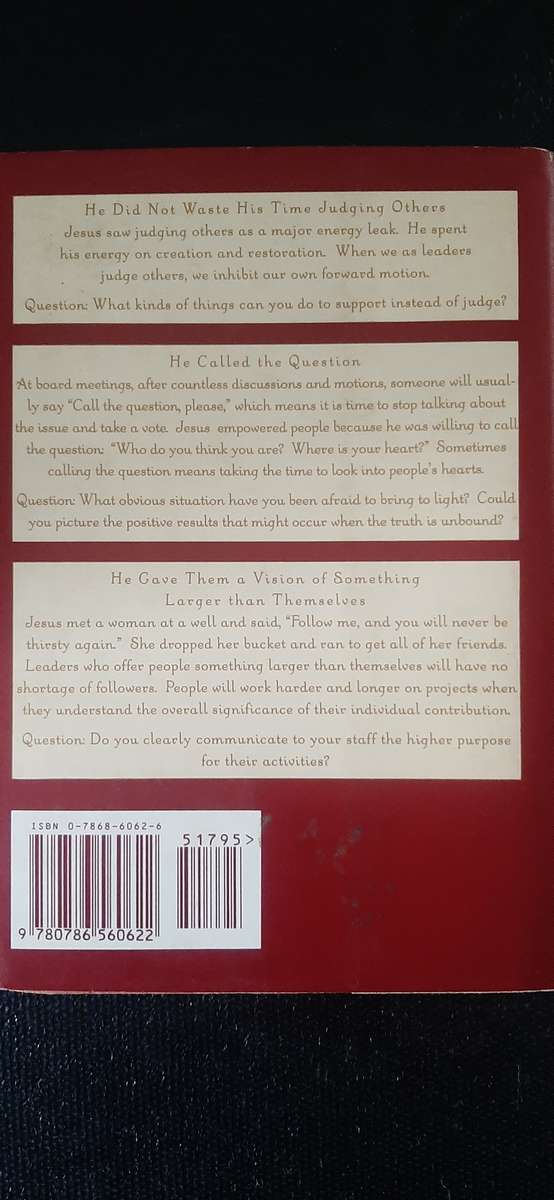 He Did Not Waste His Time Judging Others
Jesus saw judging others as a major energy leak. He spent
his energy on creation and restoration. When we as leaders
judge others, we inhibit our own forward motion.
Question: What kinds of things can you do to support instead of judge?
He Called the Question
At board meetings, after countless discussions and motions, someone will usual-
ly say “Call the question, please,” which means it is time to stop talking about
the issue and take a vote. Jesus empowered people because he was willing to call
the question: “Who do you think you are? Where is your heart?” Sometimes
calling the question means taking the time to look into people’s hearts.
Question: What obvious situation have you been afraid to bring to light? Could
you picture the positive results that might occur when the truth is unbound?
He Gave Them a Vision of Something
Larger than Themselves
Jesus met a woman at a well and said, “Follow me, and you will never be
thirsty again.” She dropped her bucket and ran to get all of her friends.
Leaders who offer people something larger than themselves will have no
shortage of followers. People will work harder and longer on projects when
they understand the overall significance of their individual contribution.
Question: Do you clearly communicate to your staff the higher purpose
for their activities?
ISBN 0-7868-6062-6
51795>
9 780786 560622